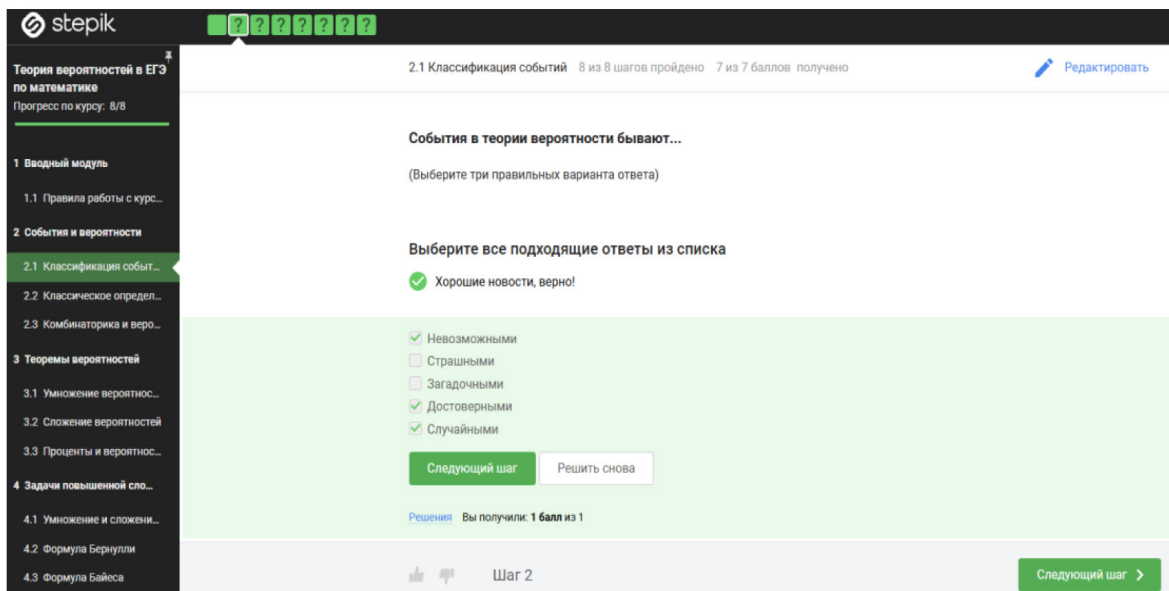 stepik
? ? ? ? ? ? ?
Теория вероятностей в ЕГЭ
по математике
Прогресс по курсу: 8/8
1 Вводный модуль
1.1 Правила работы с курс...
2 События и вероятности
2.1 Классификация событ...
2.2 Классическое определ...
2.3 Комбинаторика и веро...
3 Теоремы вероятностей
3.1 Умножение вероятнос...
3.2 Сложение вероятностей
3.3 Проценты и вероятнос...
4 Задачи повышенной сло...
4.1 Умножение и сложени...
4.2 Формула Бернулли
4.3 Формула Байеса
2.1 Классификация событий 8 из 8 шагов пройдено 7 из 7 баллов получено
Редактировать
События в теории вероятности бывают...
(Выберите три правильных варианта ответа)
Выберите все подходящие ответы из списка
Хорошие новости, верно!
Невозможными
Страшными
Загадочными
Достоверными
Случайными
Следующий шаг
Решить снова
Решения Вы получили: 1 балл из 1
Шаг 2
Следующий шаг